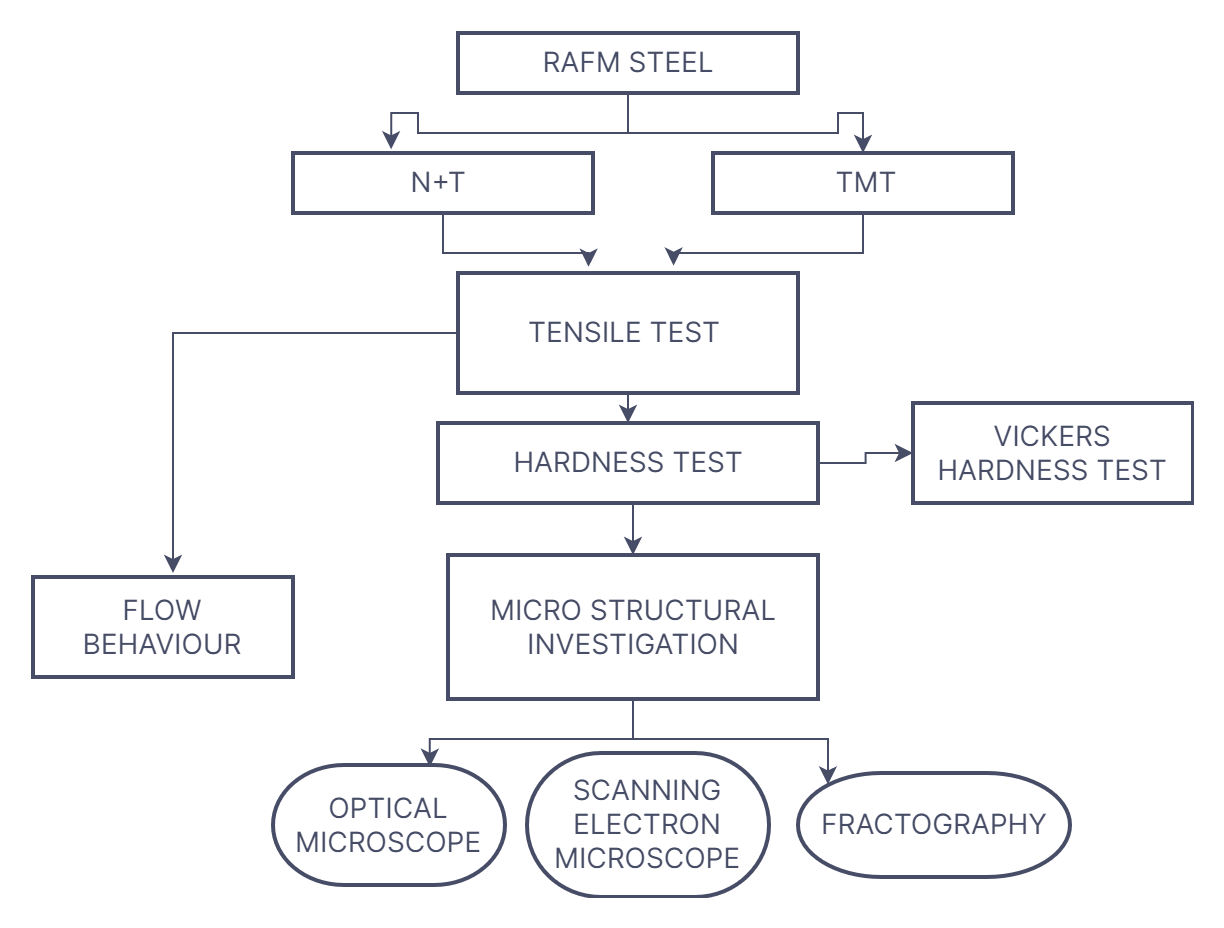 RAFM STEEL
N+T
TMT
TENSILE TEST
HARDNESS TEST
VICKERS
HARDNESS TEST
FLOW
BEHAVIOUR
MICRO STRUCTURAL
INVESTIGATION
OPTICAL
MICROSCOPE
SCANNING
ELECTRON
MICROSCOPE
FRACTOGRAPHY